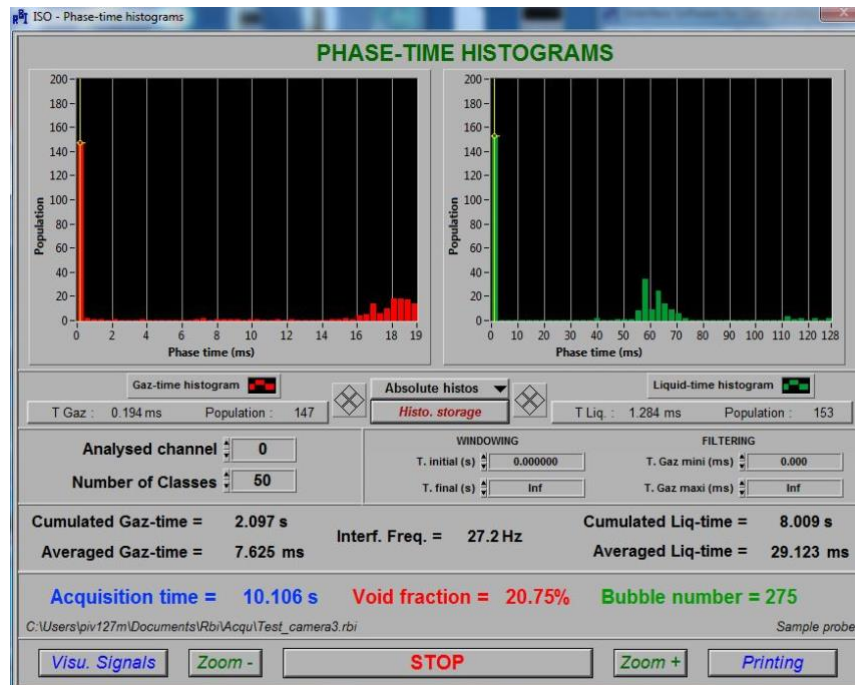 RBI ISO - Phase-time histograms
PHASE-TIME HISTOGRAMS
200
180
160
140
120
100
80
60
40
20
0
Population
0 2 4 6 8 10 12 14 16 18 19
Phase time (ms)
200
180
160
140
120
100
80
60
40
20
0
Population
0 10 20 30 40 50 60 70 80 90 100 110 120 128
Phase time (ms)
Gaz-time histogram
T Gaz : 0.194 ms Population : 147
Absolute histos
Histo. storage
Liquid-time histogram
T Liq. : 1.284 ms Population : 153
Analysed channel 0
Number of Classes 50
WINDOWING
T. initial (s) 0.000000
T. final (s) Inf
FILTERING
T. Gaz mini (ms) 0.000
T. Gaz maxi (ms) Inf
Cumulated Gaz-time = 2.097 s
Averaged Gaz-time = 7.625 ms
Interf. Freq. = 27.2 Hz
Cumulated Liq-time = 8.009 s
Averaged Liq-time = 29.123 ms
Acquisition time = 10.106 s Void fraction = 20.75% Bubble number = 275
C:\Users\piv127m\Documents\Rbi\Acqu\Test_camera3.rbi
Sample probe
Visu. Signals Zoom - STOP Zoom + Printing